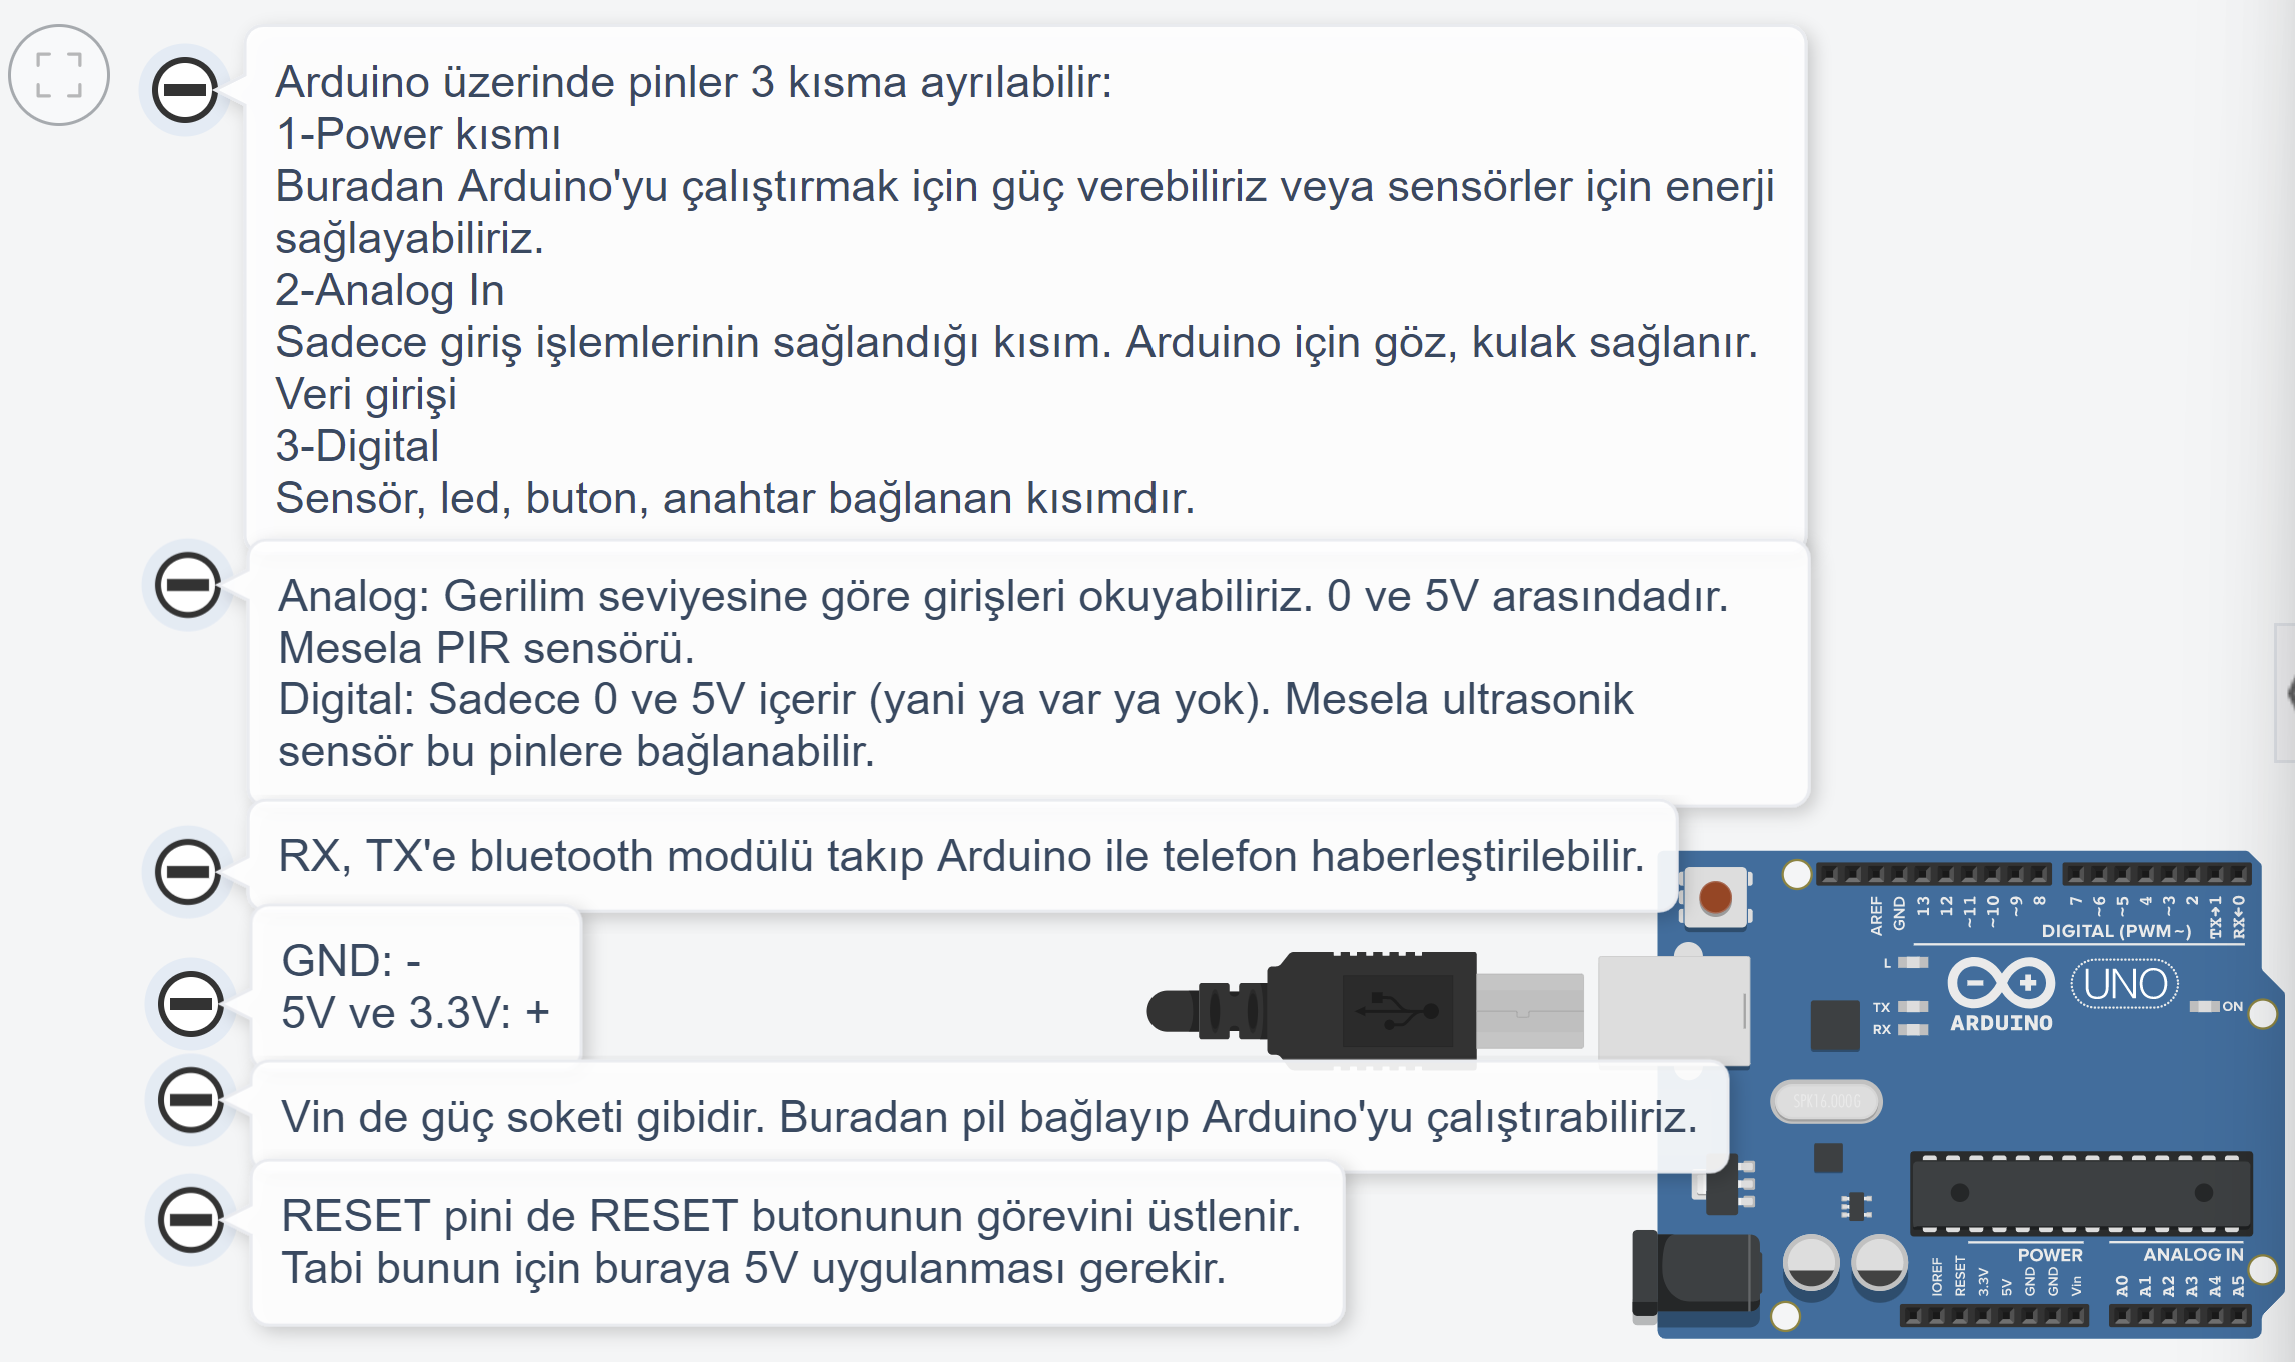 Arduino üzerinde pinler 3 kısma ayrılabilir:
1-Power kısmı
Buradan Arduino'yu çalıştırmak için güç verebiliriz veya sensörler için enerji
sağlayabiliriz.
2-Analog In
Sadece giriş işlemlerinin sağlandığı kısım. Arduino için göz, kulak sağlanır.
Veri girişi
3-Digital
Sensör, led, buton, anahtar bağlanan kısımdır.
Analog: Gerilim seviyesine göre girişleri okuyabiliriz. 0 ve 5V arasındadır.
Mesela PIR sensörü.
Digital: Sadece 0 ve 5V içerir (yani ya var ya yok). Mesela ultrasonik
sensör bu pinlere bağlanabilir.
RX, TX'e bluetooth modülü takıp Arduino ile telefon haberleştirilebilir.
GND: -
5V ve 3.3V: +
Vin de güç soketi gibidir. Buradan pil bağlayıp Arduino'yu çalıştırabiliriz.
RESET pini de RESET butonunun görevini üstlenir.
Tabi bunun için buraya 5V uygulanması gerekir.
AREF GND 13 12 ~11 ~10 ~9 8 7 ~6 ~5 4 ~3 2 TX→1 RX←0
DIGITAL (PWM~)
L
TX
RX
UNO
ON
ARDUINO
SPK16.000G
POWER ANALOG IN
IOREF RESET 3.3V 5V GND GND Vin A0 A1 A2 A3 A4 A5